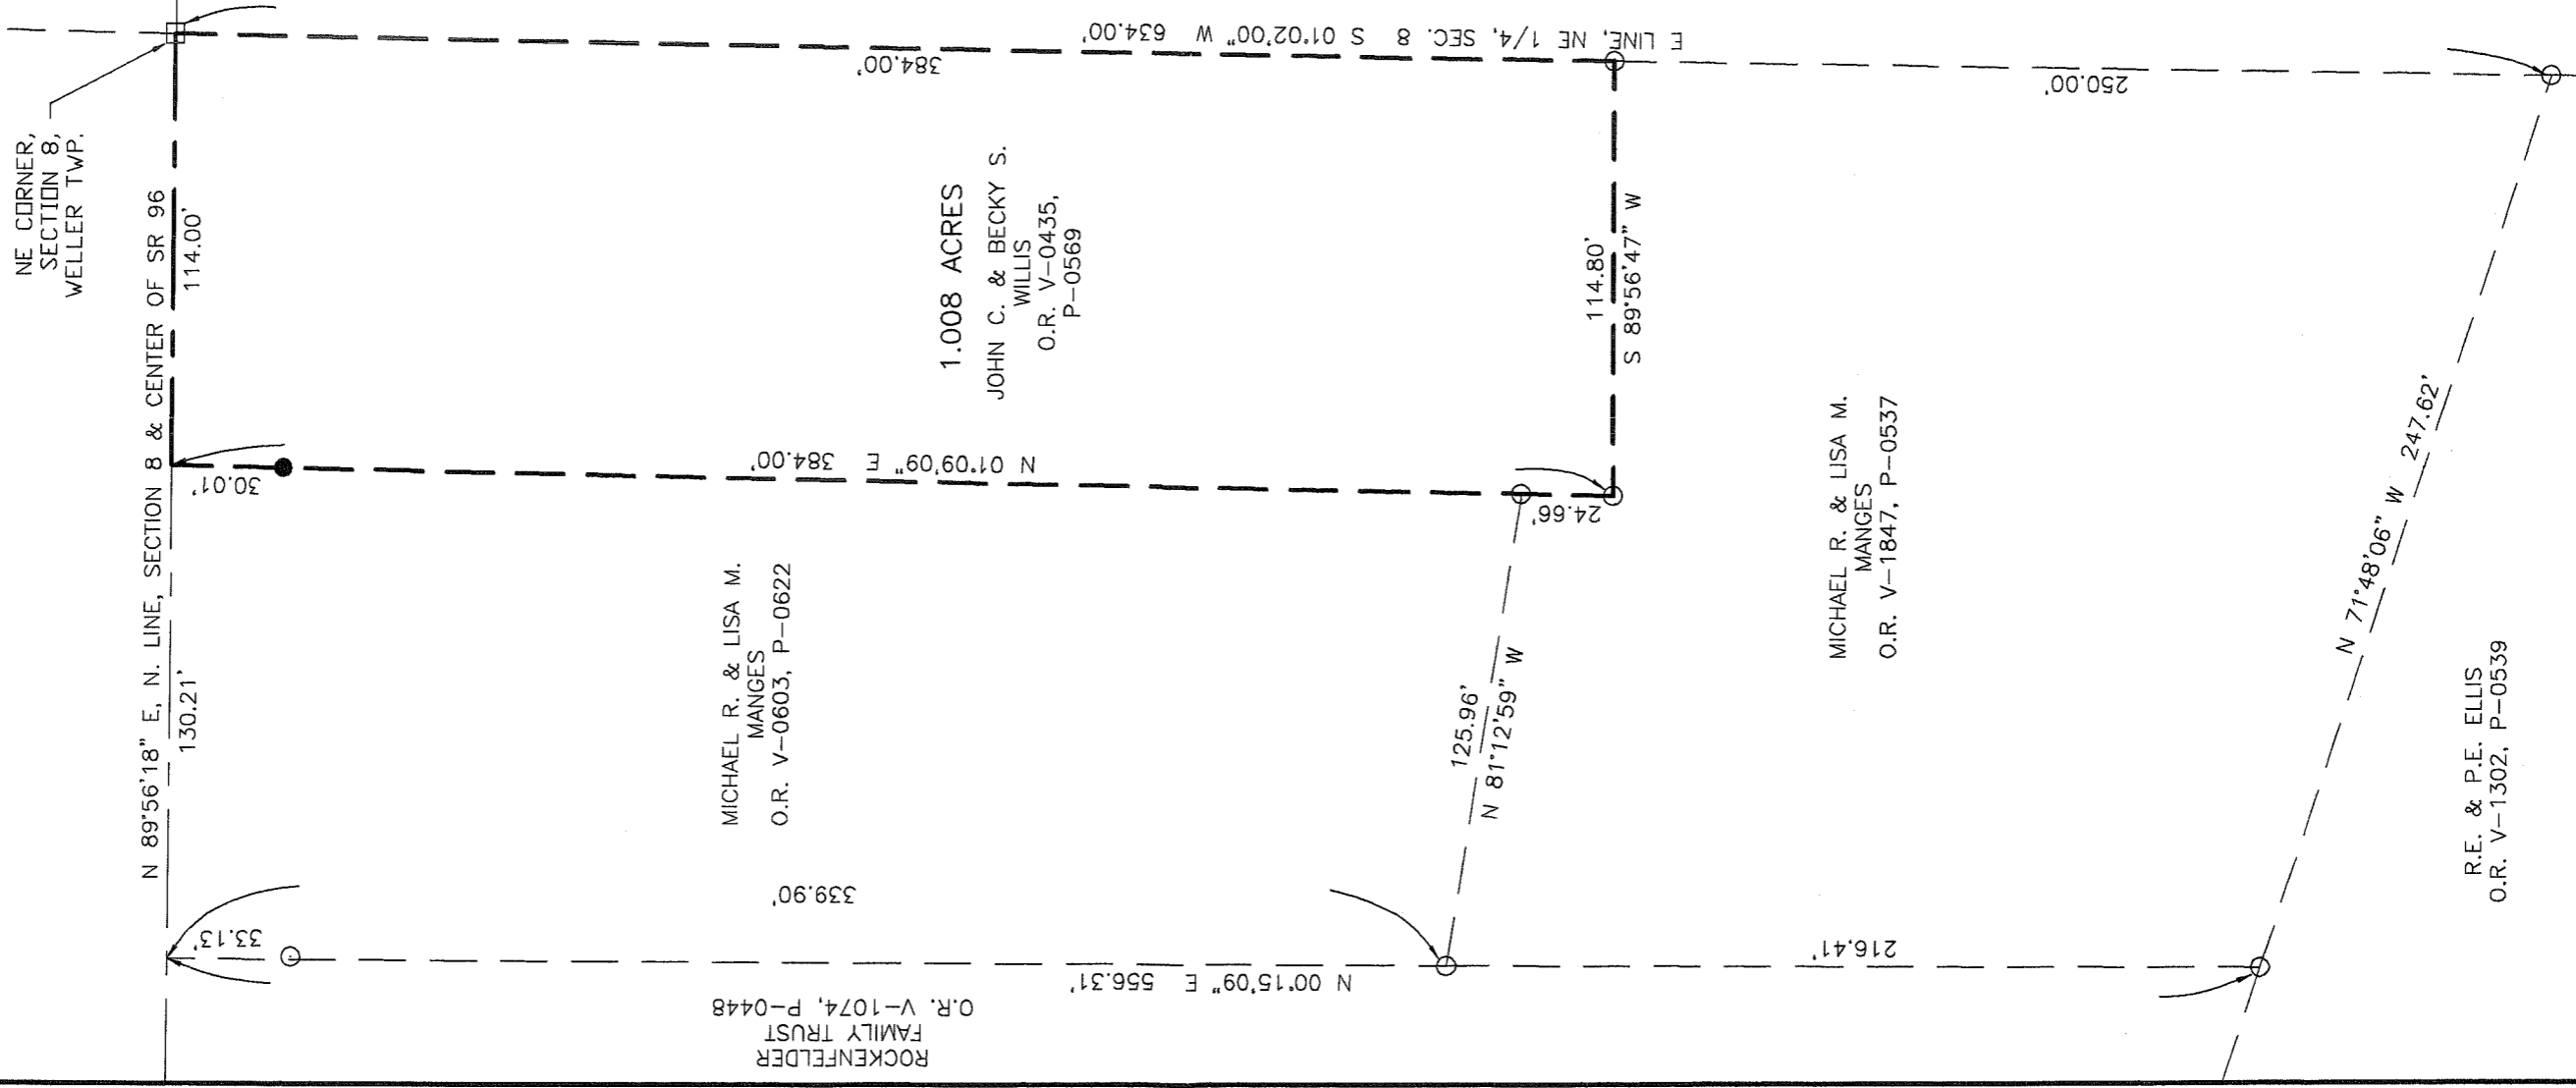 NE CORNER,
SECTION 8,
WELLER TWP.
N 89°56'18" E, N. LINE, SECTION 8 & CENTER OF SR 96
130.21'
114.00'
E LINE, NE 1/4, SEC. 8 S 01°02'00" W 634.00'
384.00'
250.00'
1.008 ACRES
JOHN C. & BECKY S.
WILLIS
O.R. V-0435,
P-0569
N 01°09'09" E 384.00'
30.01'
24.66'
114.80'
S 89°56'47" W
MICHAEL R. & LISA M.
MANGES
O.R. V-0603, P-0622
125.96'
N 81°12'59" W
MICHAEL R. & LISA M.
MANGES
O.R. V-1847, P-0537
N 71°48'06" W 247.62'
R.E. & P.E. ELLIS
O.R. V-1302, P-0539
33.13'
339.90'
216.41'
N 00°15'09" E 556.31'
ROCKENFELDER
FAMILY TRUST
O.R. V-1074, P-0448